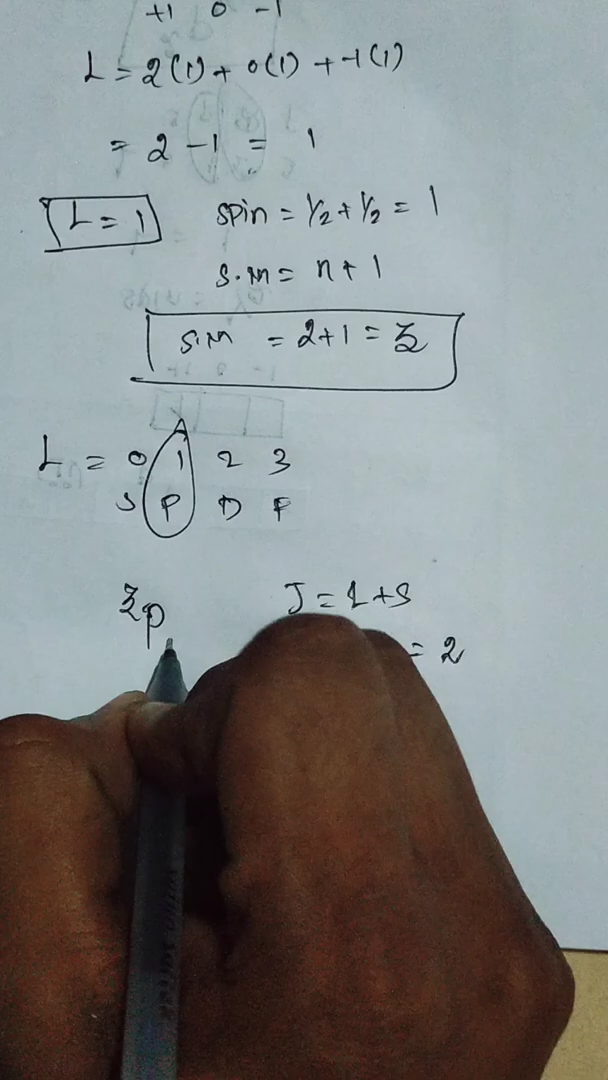 +1 0 -1
L = 2(1) + 0(1) + -1(1)
= 2 - 1 = 1
L = 1 spin = 1/2 + 1/2 = 1
S.M = n + 1
S.M = 2 + 1 = 3
L = 0 1 2 3
S P D F
3p J = L + S
= 2